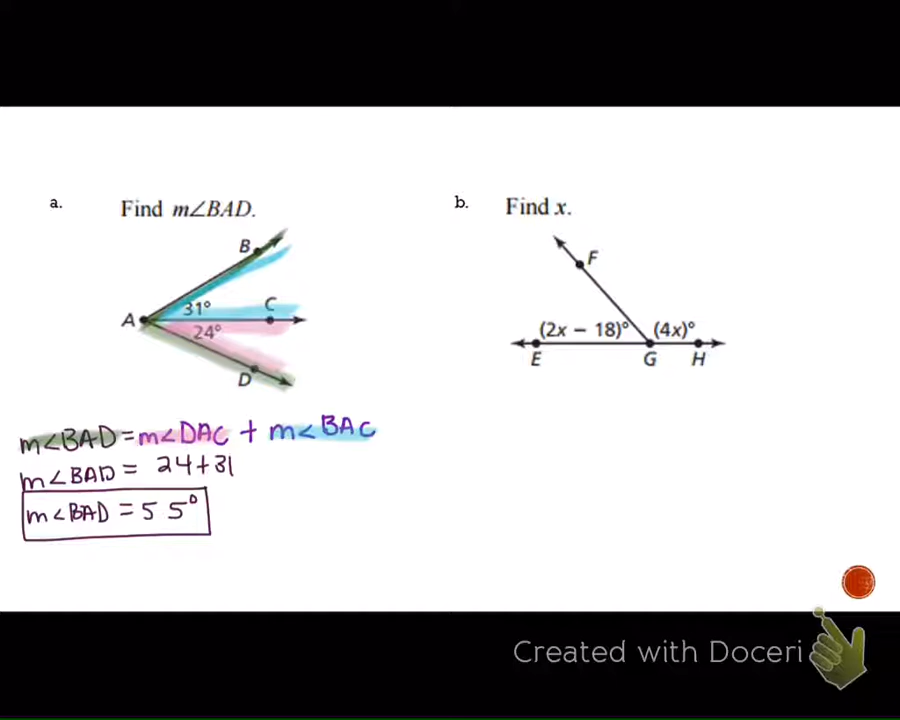 a. Find m∠BAD.
B
31°
C
A
24°
D
m∠BAD = m∠DAC + m∠BAC
m∠BAD = 24+31
m∠BAD = 55°
b. Find x.
F
(2x − 18)° (4x)°
E G H
Created with Doceri